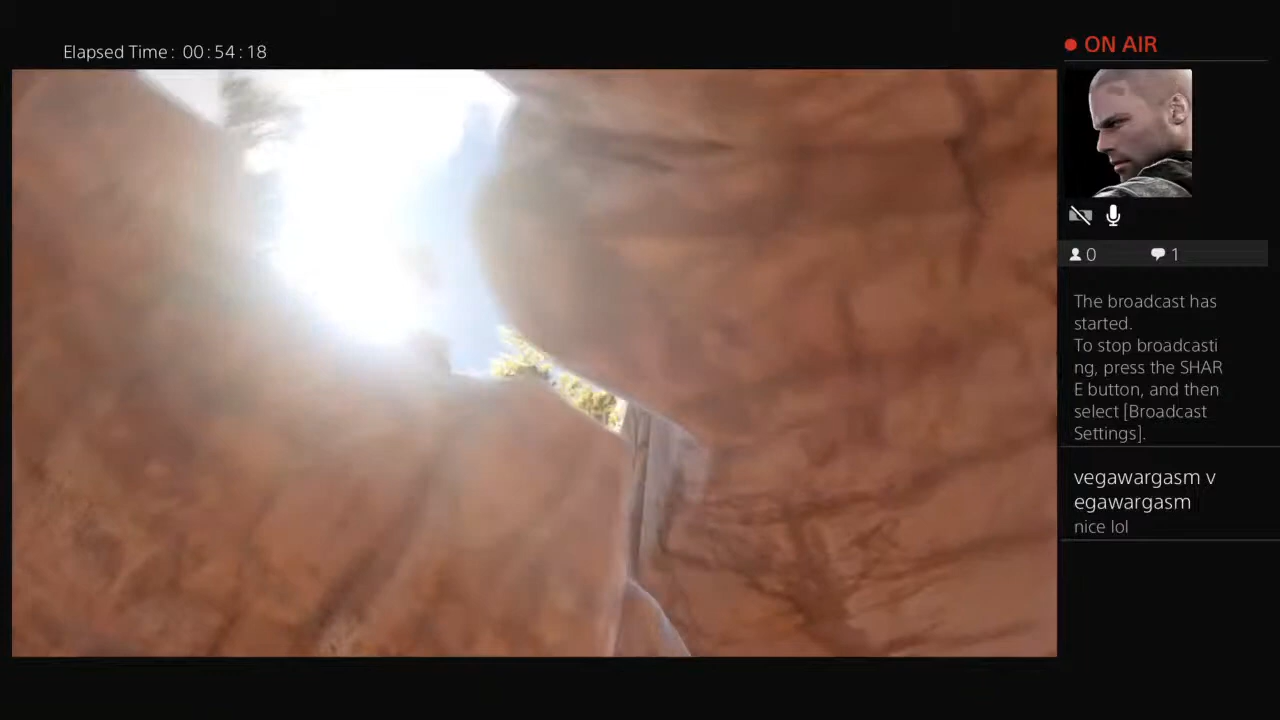 Elapsed Time: 00:54:18
ON AIR
0 1
The broadcast has
started.
To stop broadcasti
ng, press the SHAR
E button, and then
select [Broadcast
Settings].
vegawargasm v
egawargasm
nice lol